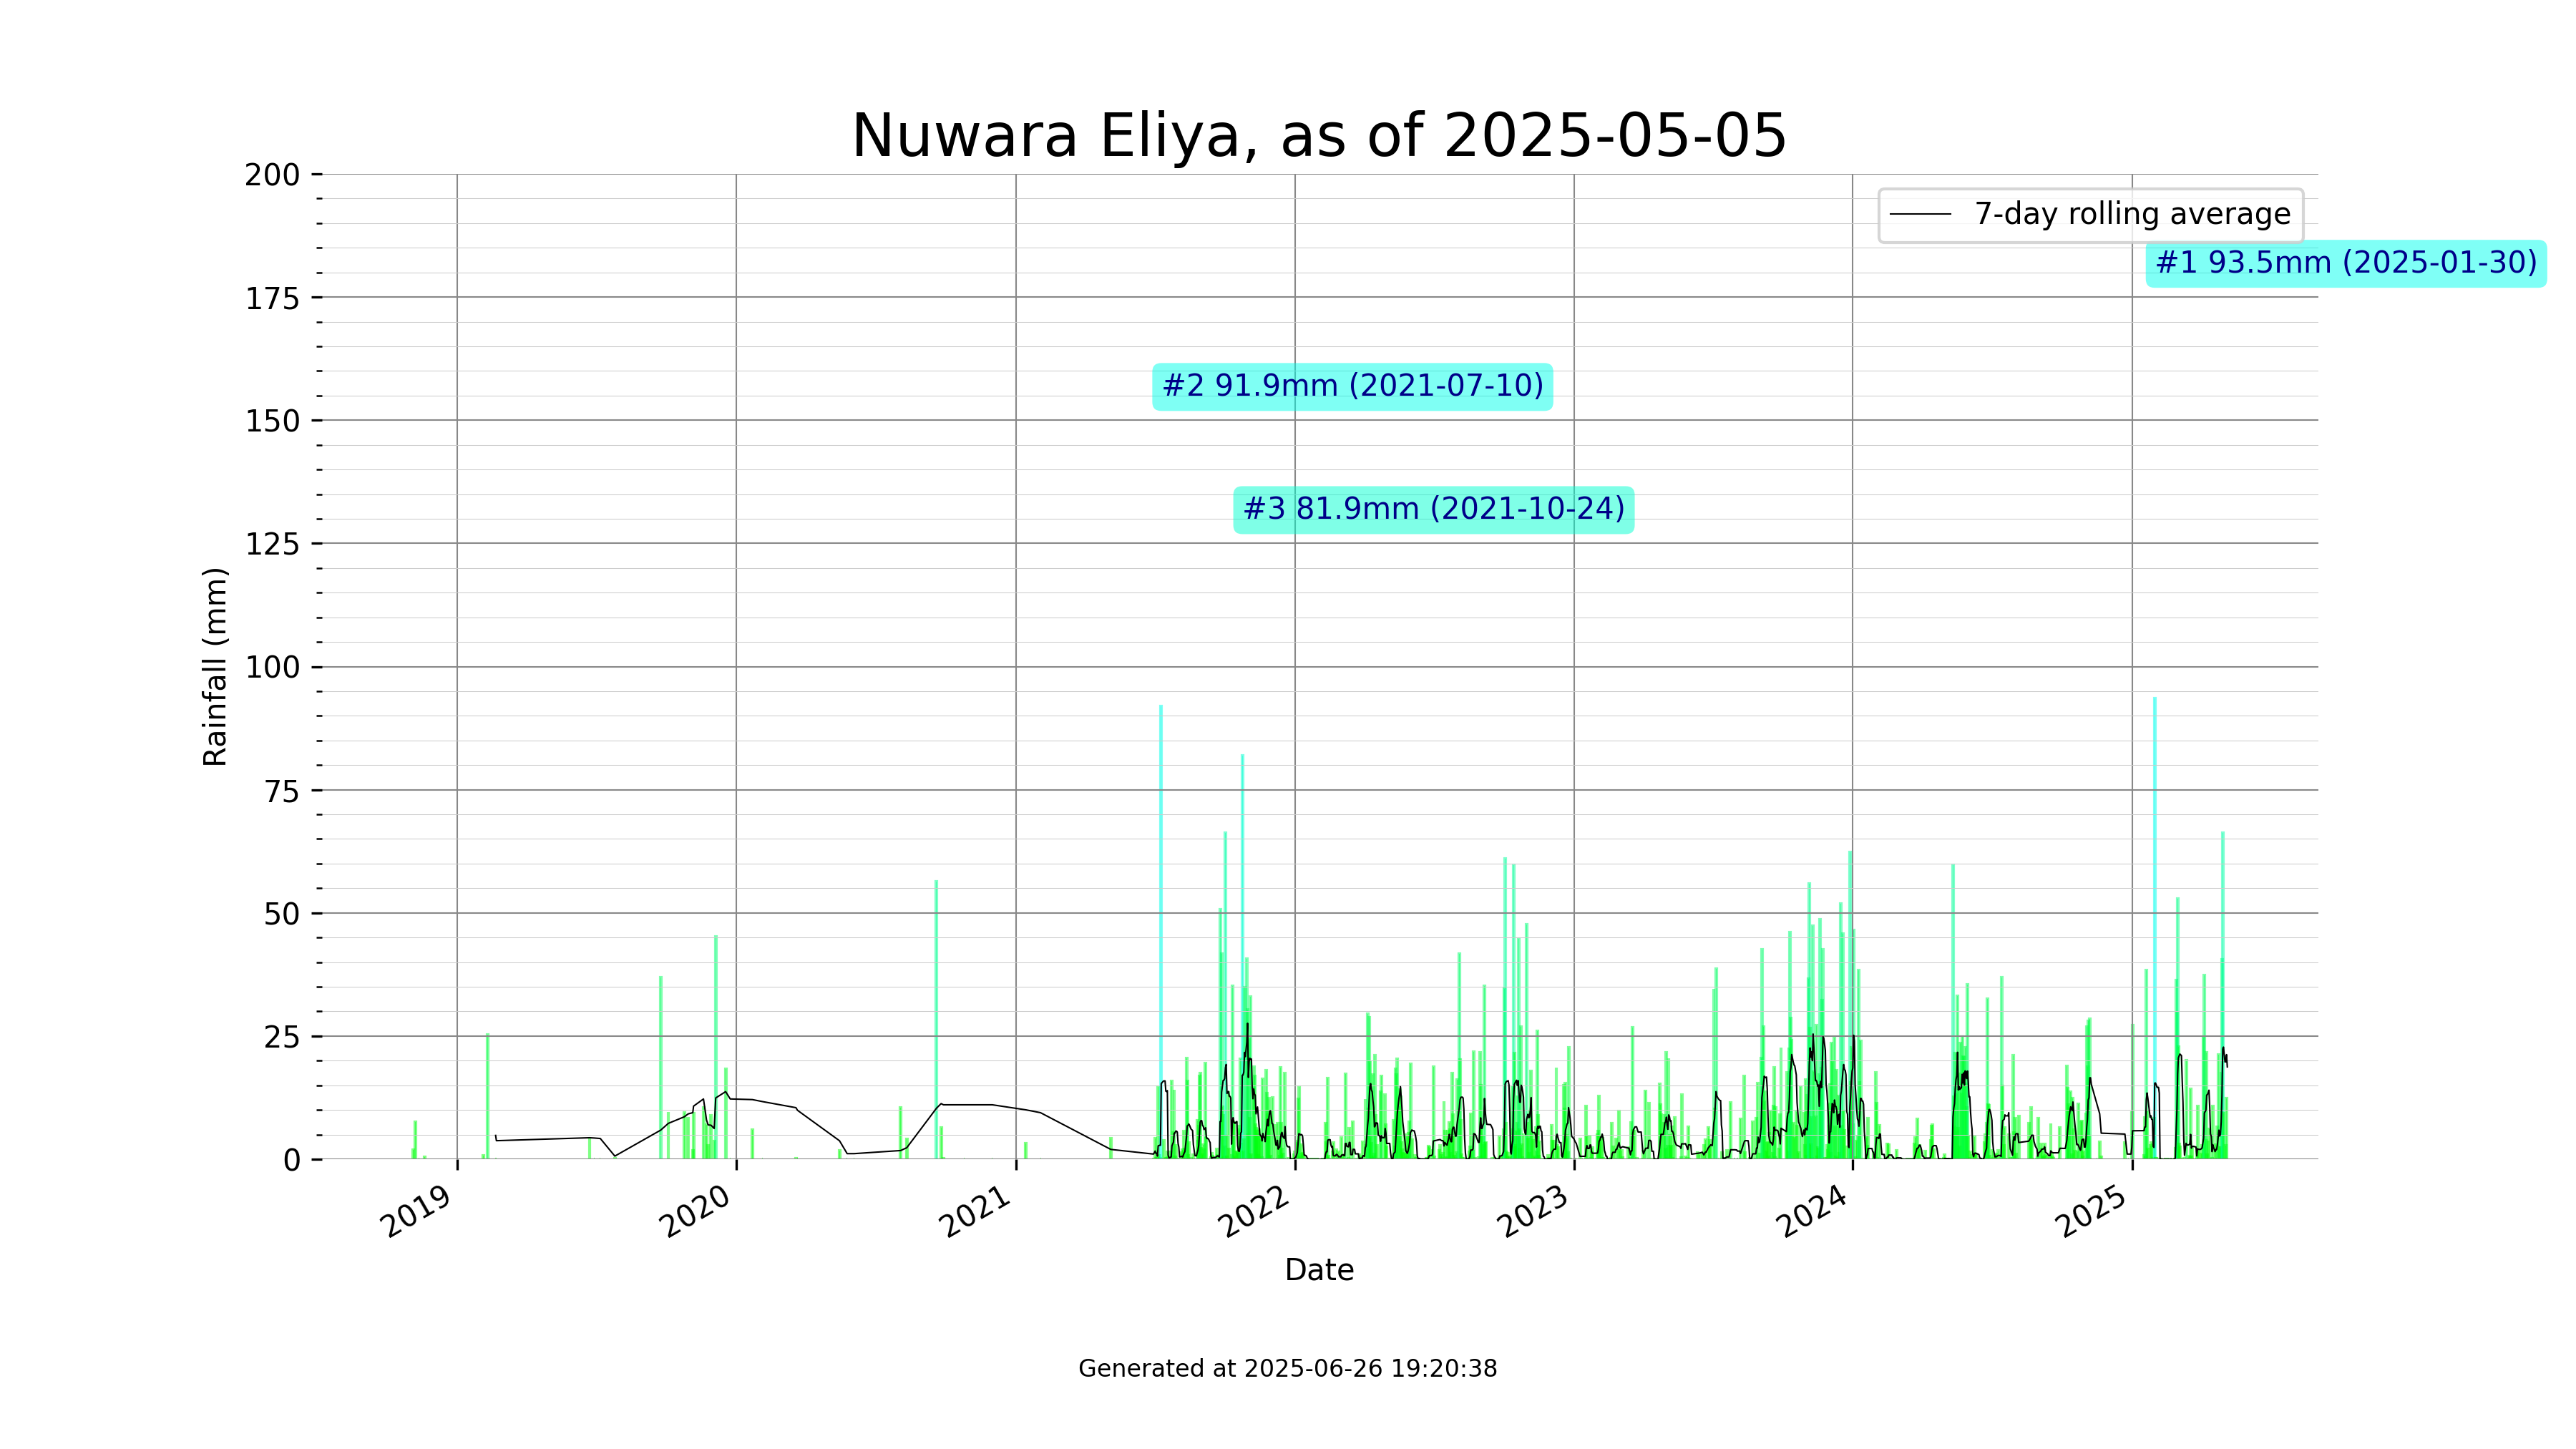 Nuwara Eliya, as of 2025-05-05
200
175
150
125
100
75
50
25
0
Rainfall (mm)
7-day rolling average
#1 93.5mm (2025-01-30)
#2 91.9mm (2021-07-10)
#3 81.9mm (2021-10-24)
2019
2020
2021
2022
2023
2024
2025
Date
Generated at 2025-06-26 19:20:38